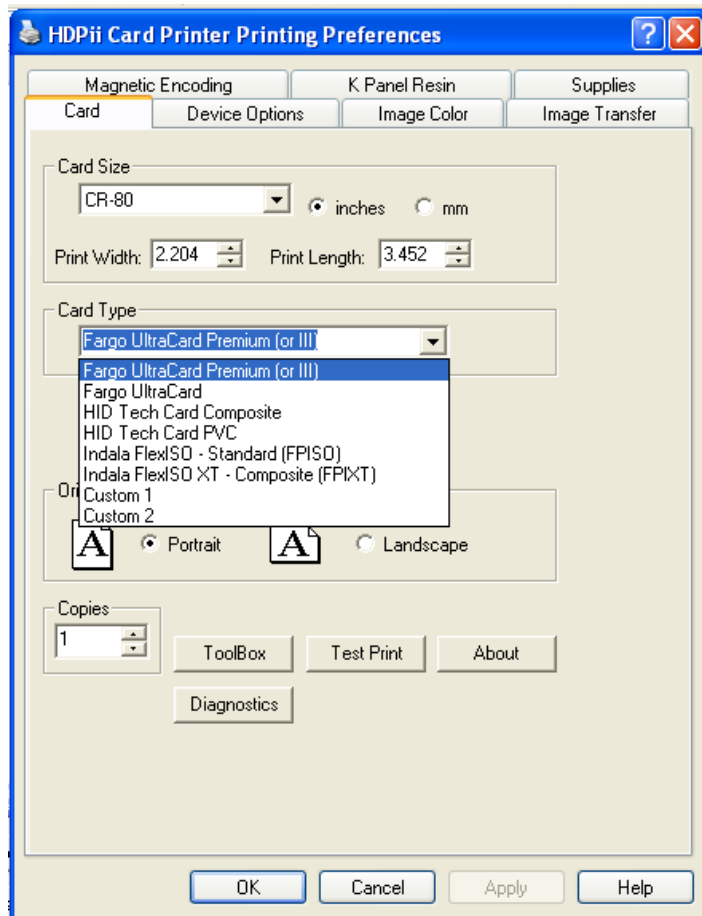 HDPii Card Printer Printing Preferences
Magnetic Encoding K Panel Resin Supplies
Card Device Options Image Color Image Transfer
Card Size
CR-80 inches mm
Print Width: 2.204 Print Length: 3.452
Card Type
Fargo UltraCard Premium (or III)
Fargo UltraCard Premium (or III)
Fargo UltraCard
HID Tech Card Composite
HID Tech Card PVC
Indala FlexISO - Standard (FPISO)
Indala FlexISO XT - Composite (FPIXT)
Custom 1
Custom 2
A Portrait A Landscape
Copies
1
ToolBox Test Print About
Diagnostics
OK Cancel Apply Help